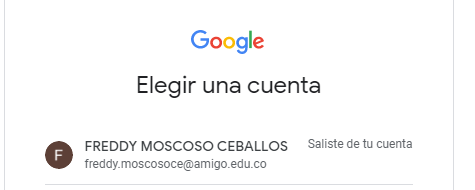 Google
Elegir una cuenta
F
FREDDY MOSCOSO CEBALLOS
Saliste de tu cuenta
freddy.moscosoce@amigo.edu.co